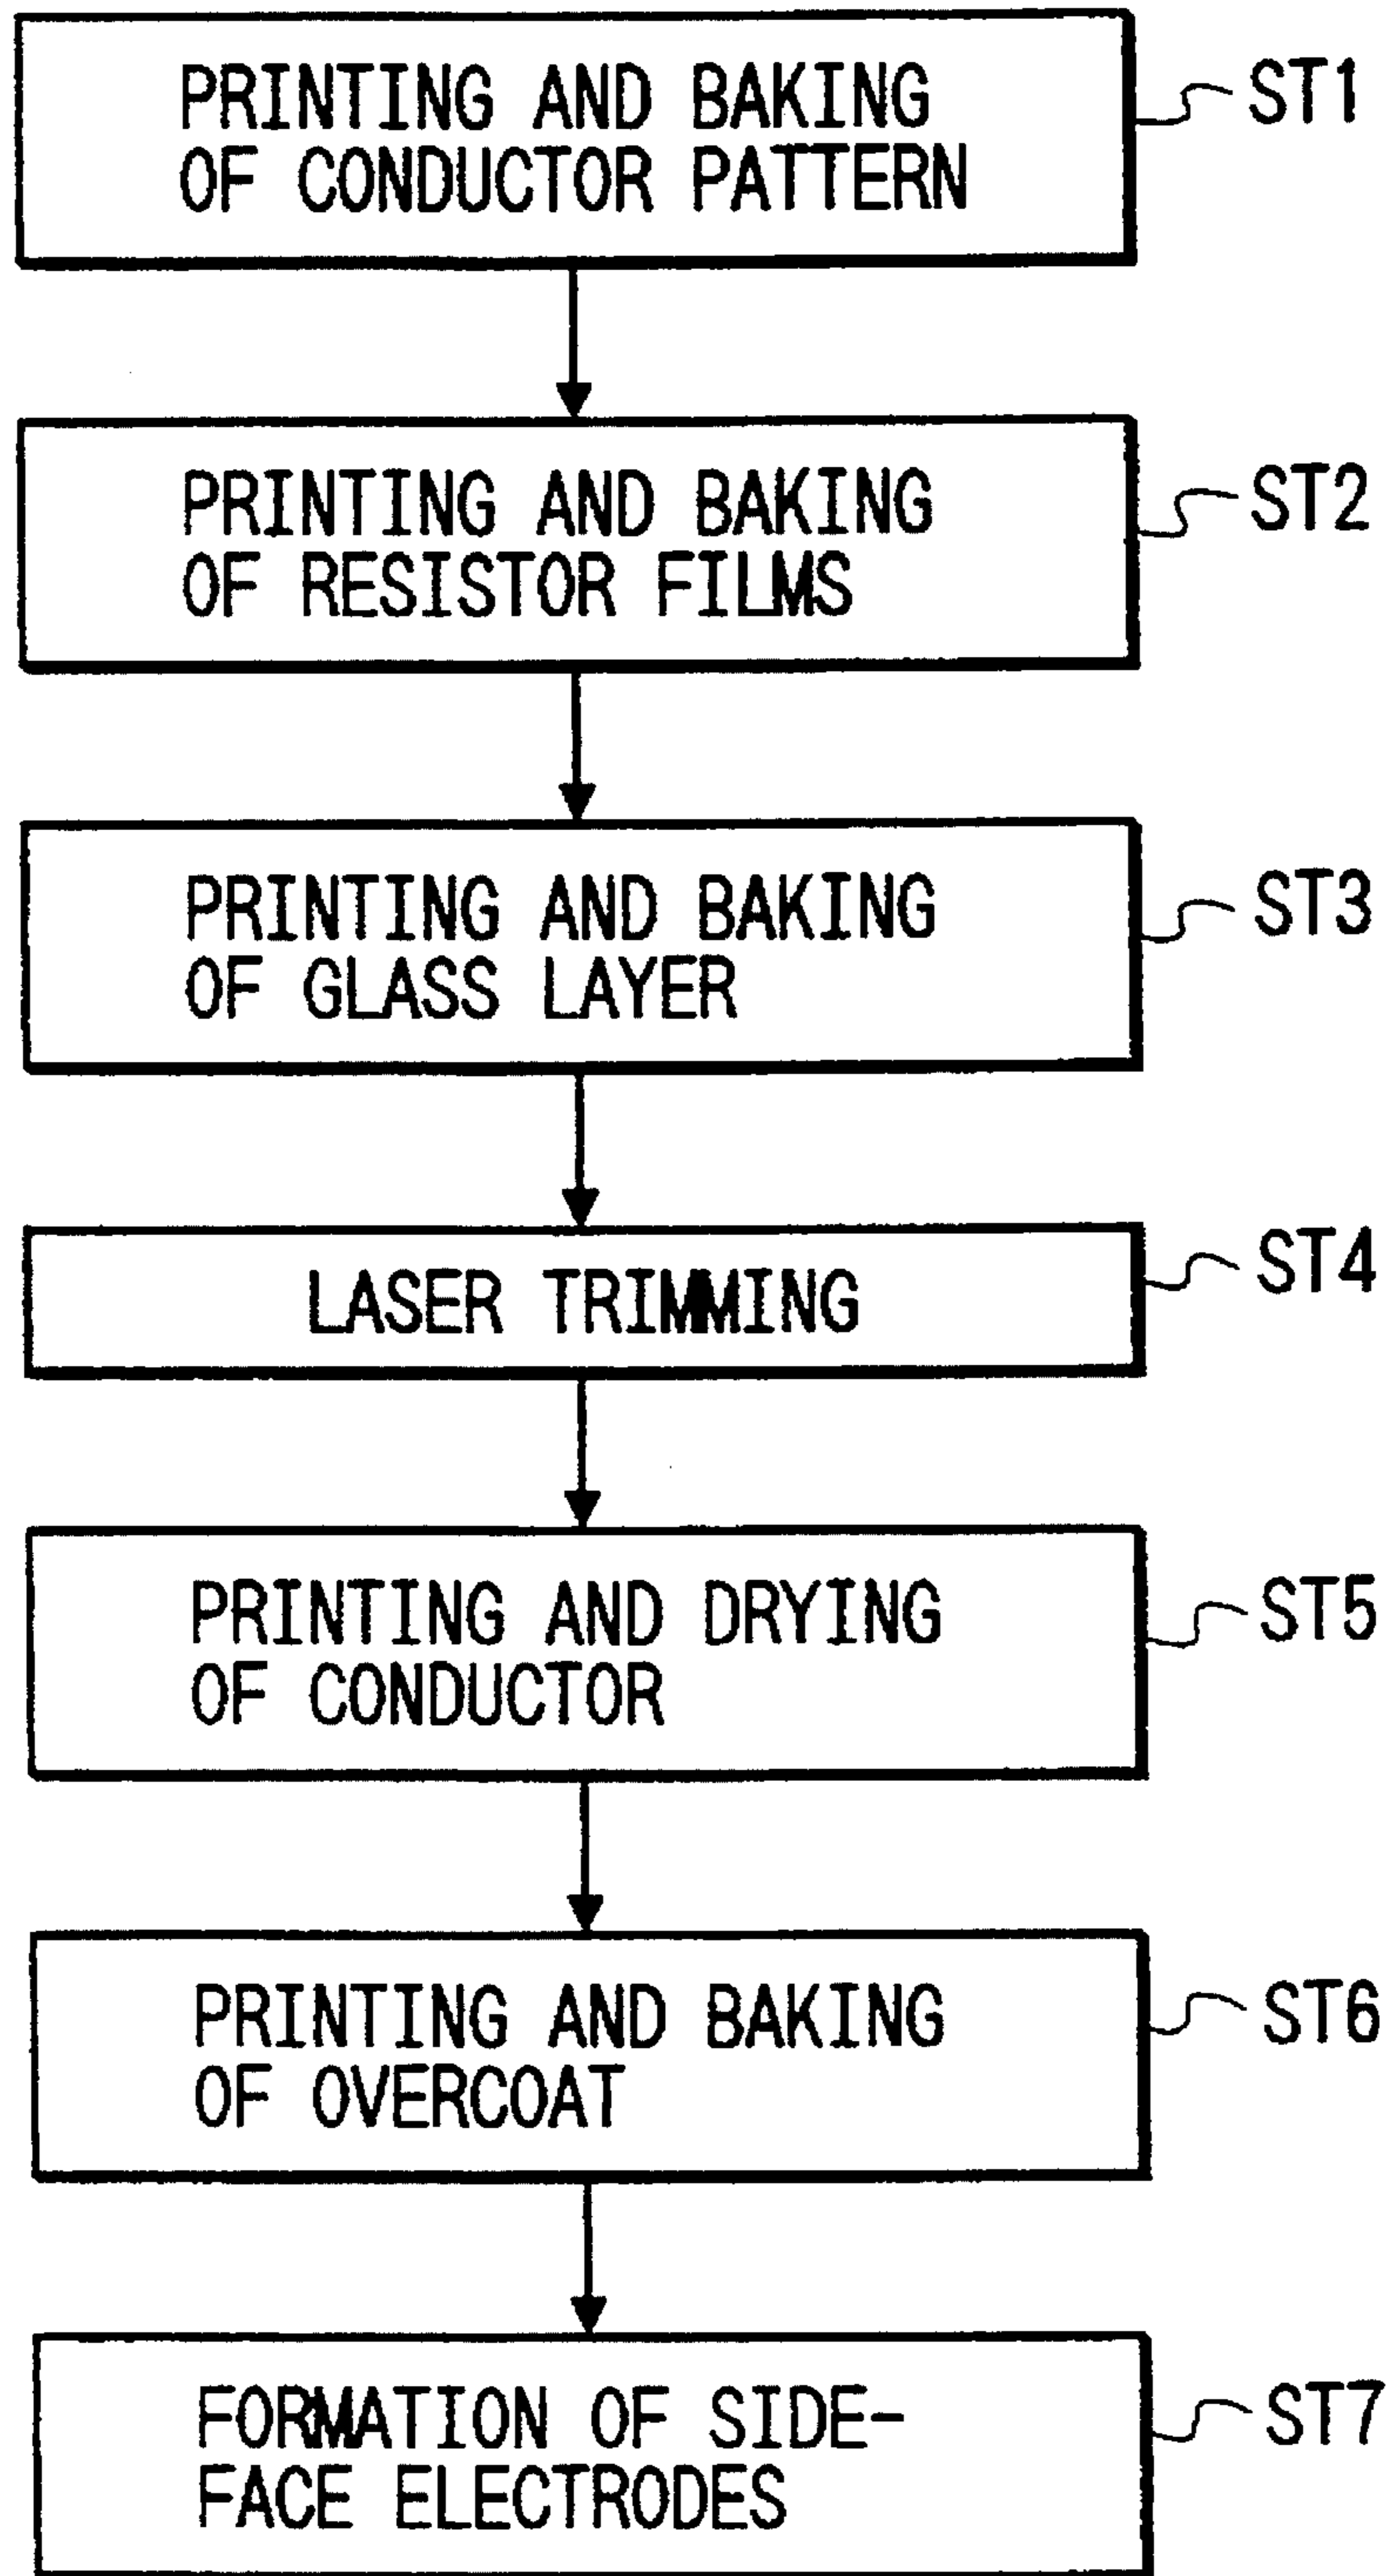 PRINTING AND BAKING
OF CONDUCTOR PATTERN
ST1
PRINTING AND BAKING
OF RESISTOR FILMS
ST2
PRINTING AND BAKING
OF GLASS LAYER
ST3
LASER TRIMMING
ST4
PRINTING AND DRYING
OF CONDUCTOR
ST5
PRINTING AND BAKING
OF OVERCOAT
ST6
FORMATION OF SIDE-
FACE ELECTRODES
ST7